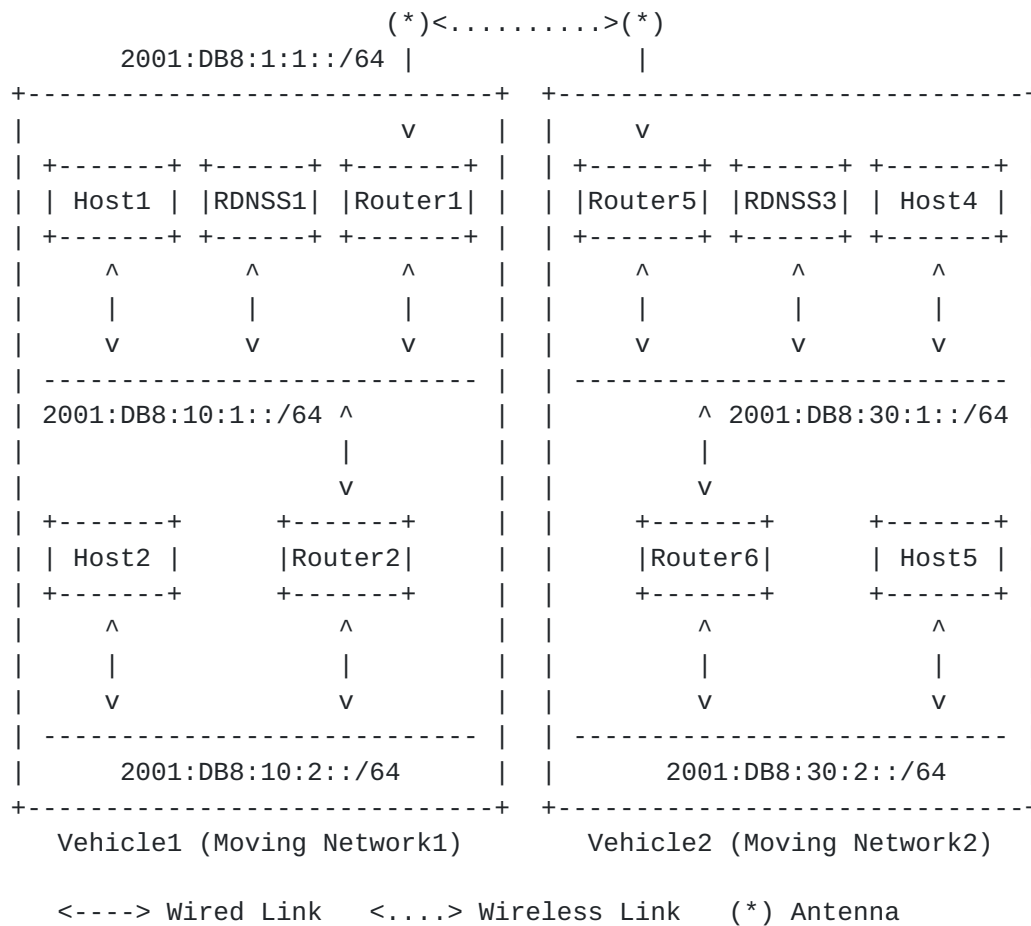 (*)<..........>(*)
2001:DB8:1:1::/64 | |
+------------------------------+ +------------------------------+
| v | | v
| +-------+ +------+ +-------+ | | +-------+ +------+ +-------+
| | Host1 | |RDNSS1| |Router1| | | |Router5| |RDNSS3| | Host4 |
| +-------+ +------+ +-------+ | | +-------+ +------+ +-------+
| ^ ^ ^ | | ^ ^ ^
| | | | | | | | |
| v v v | | v v v
| ---------------------------- | | ----------------------------
| 2001:DB8:10:1::/64 ^ | | ^ 2001:DB8:30:1::/64
| | | | |
| v | | v
| +-------+ +-------+ | | +-------+ +-------+
| | Host2 | |Router2| | | |Router6| | Host5 |
| +-------+ +-------+ | | +-------+ +-------+
| ^ ^ | | ^ ^
| | | | | | |
| v v | | v v
| ---------------------------- | | ----------------------------
| 2001:DB8:10:2::/64 | | 2001:DB8:30:2::/64
+------------------------------+ +------------------------------+
Vehicle1 (Moving Network1) Vehicle2 (Moving Network2)
<----> Wired Link <....> Wireless Link (*) Antenna